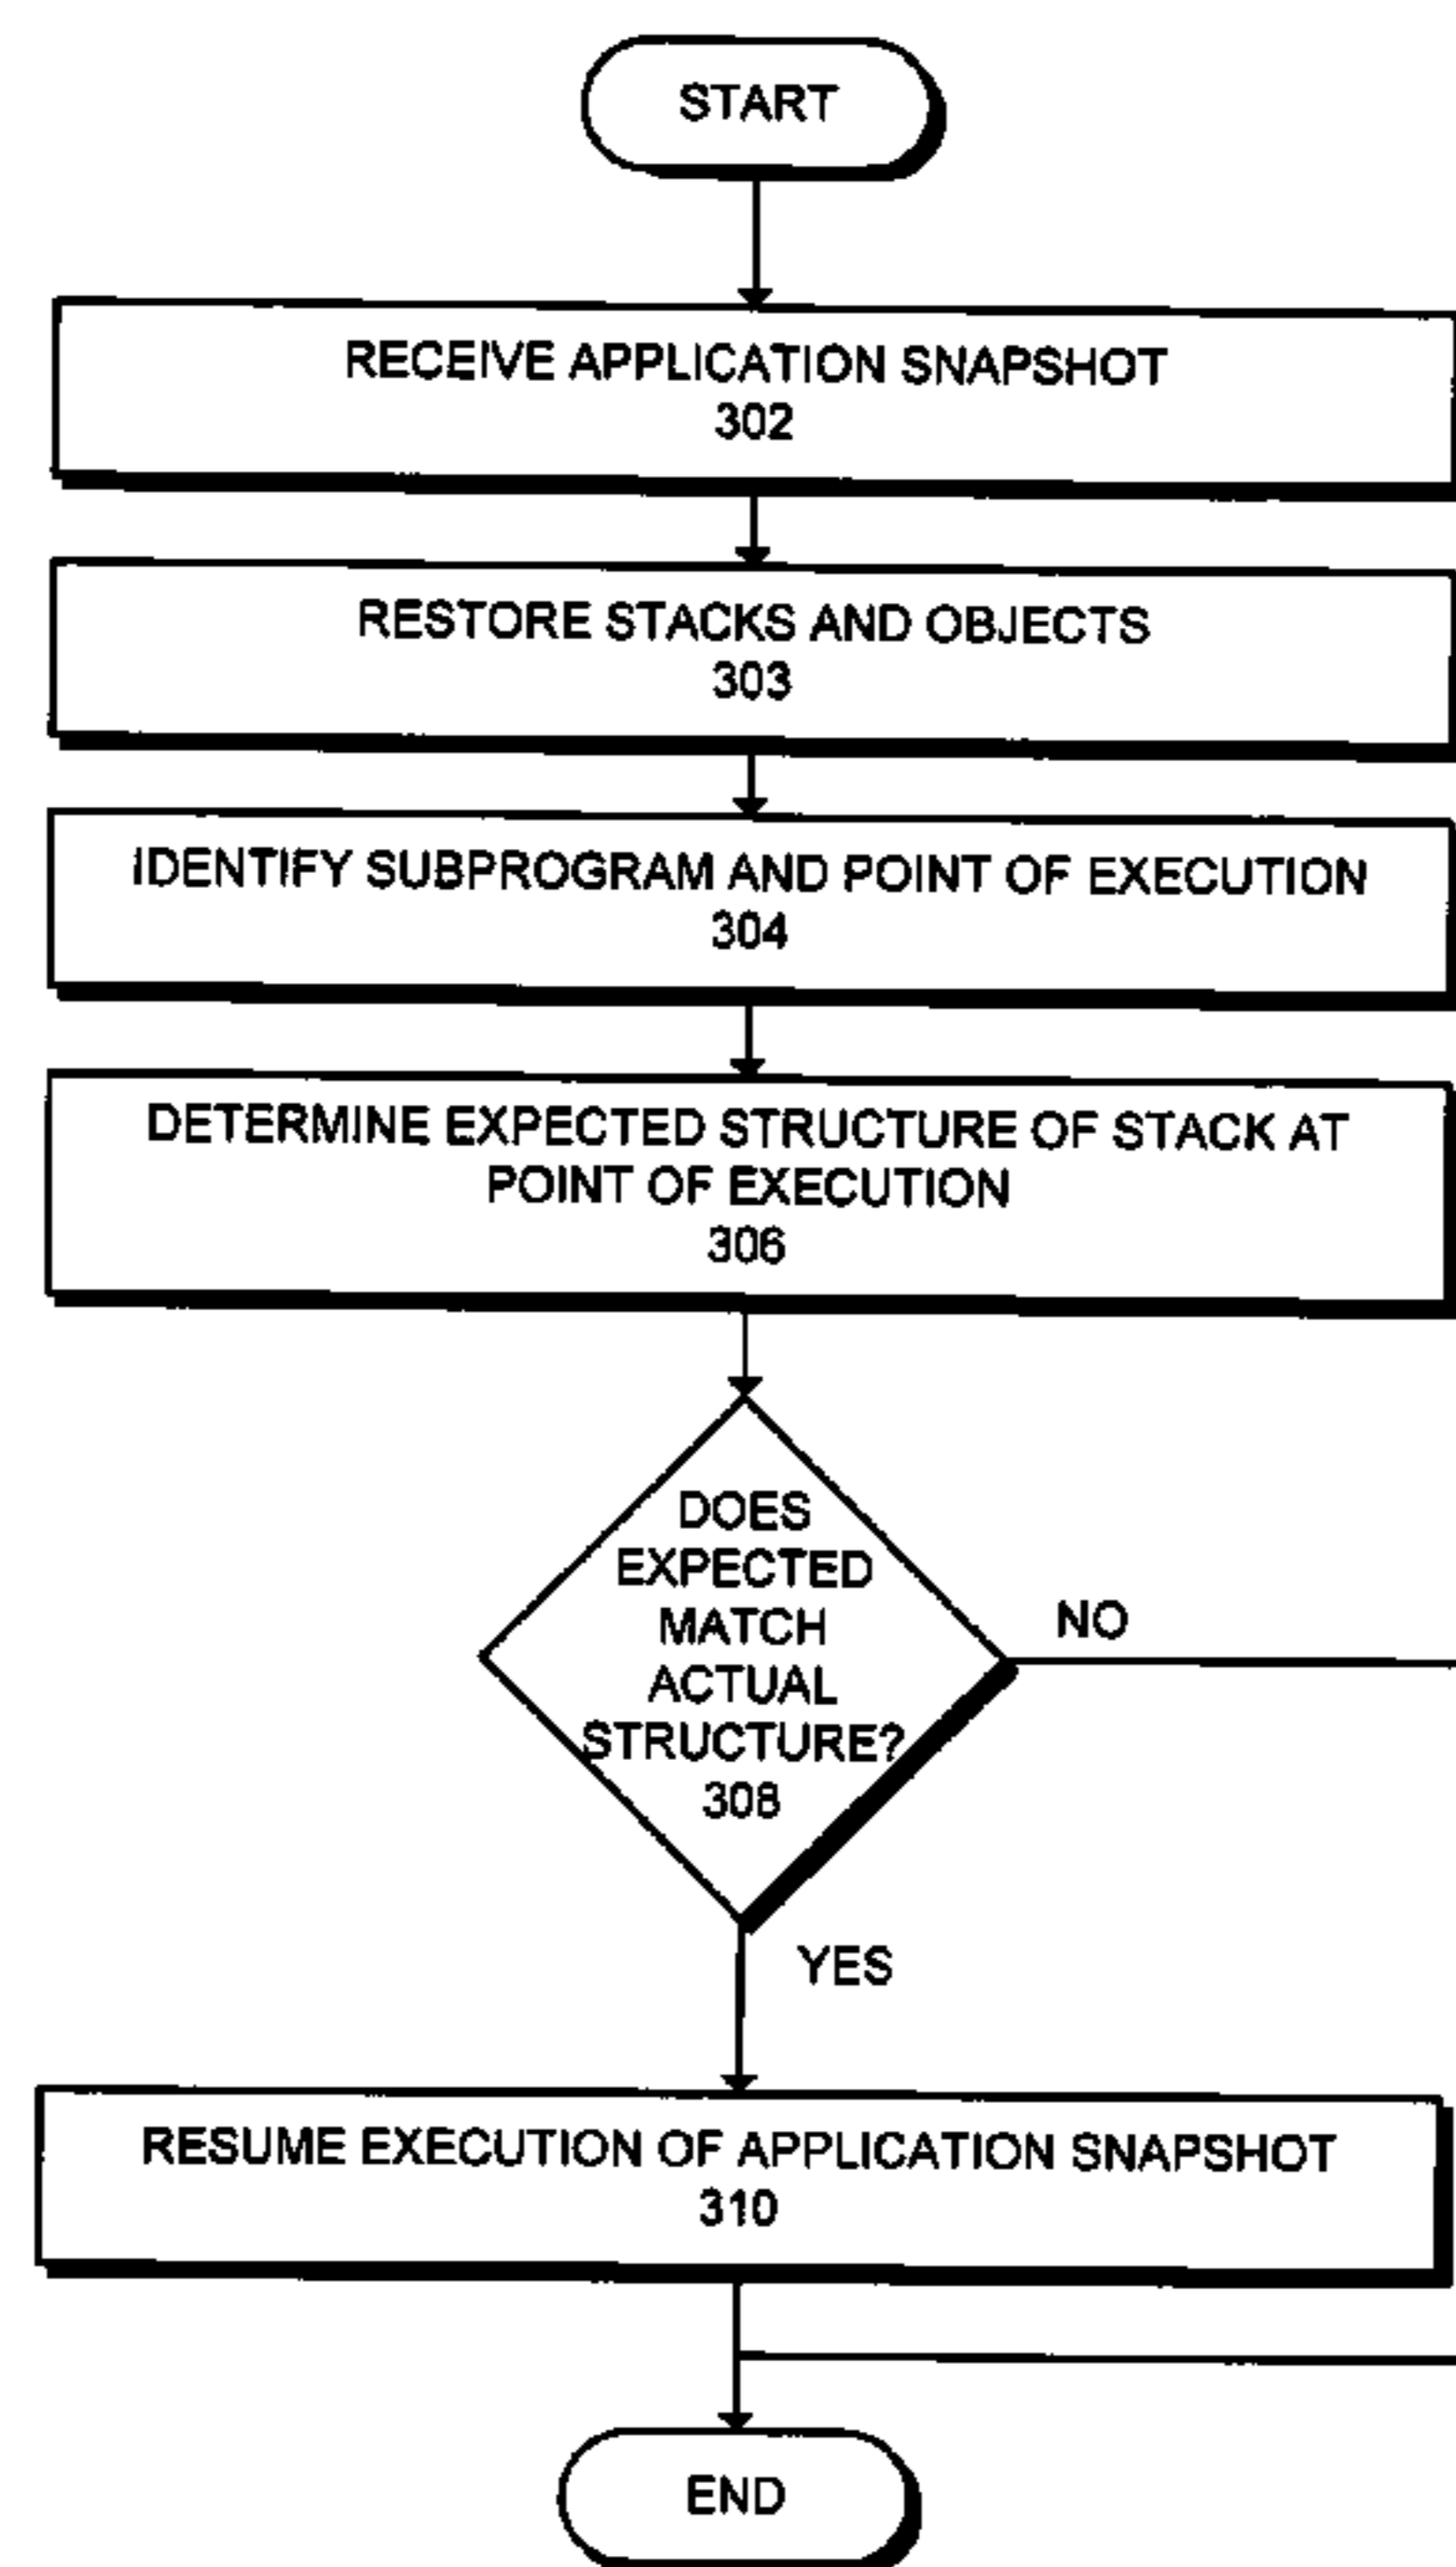 START
RECEIVE APPLICATION SNAPSHOT
302
RESTORE STACKS AND OBJECTS
303
IDENTIFY SUBPROGRAM AND POINT OF EXECUTION
304
DETERMINE EXPECTED STRUCTURE OF STACK AT
POINT OF EXECUTION
306
DOES
EXPECTED
MATCH
ACTUAL
STRUCTURE?
308
NO
YES
RESUME EXECUTION OF APPLICATION SNAPSHOT
310
END